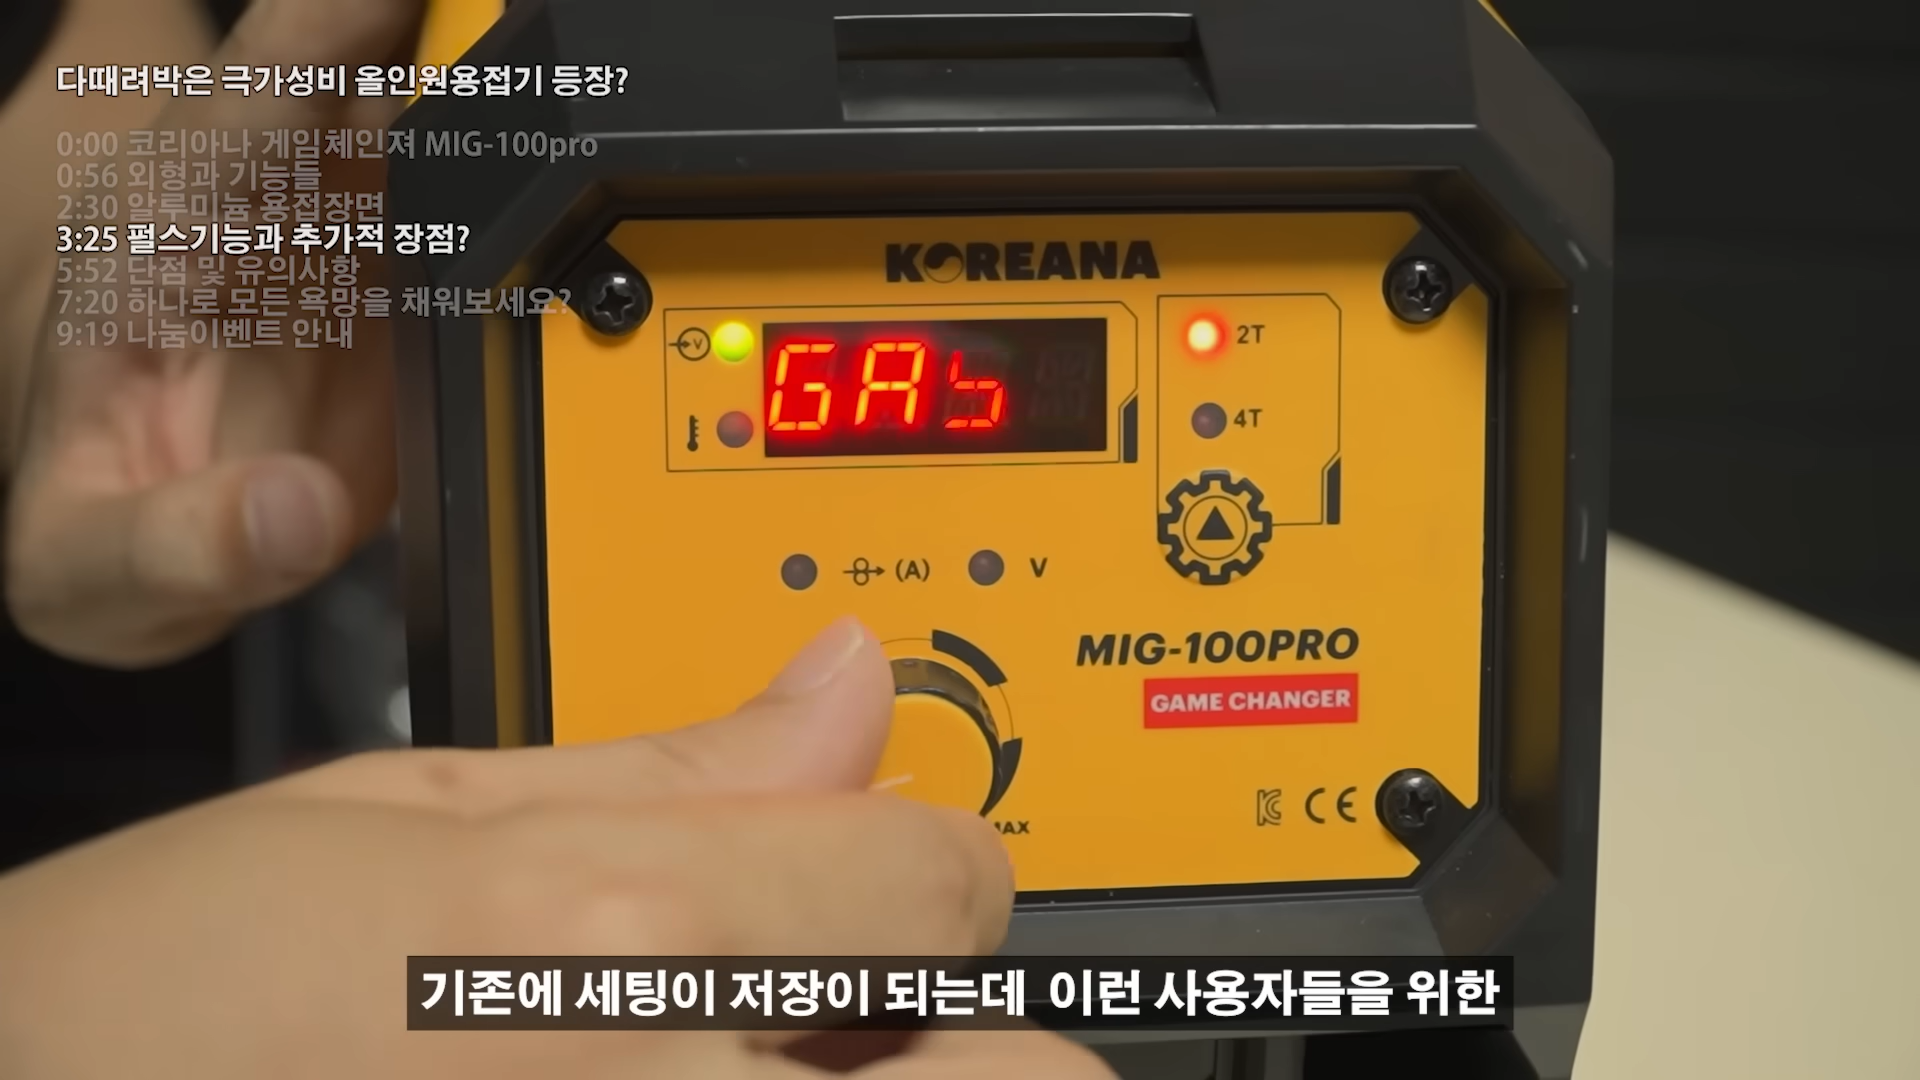 다때려박은 극가성비 올인원용접기 등장?
0:00 코리아나 게임체인져 MIG-100pro
0:56 외형과 기능들
2:30 알루미늄 용접장면
3:25 펄스기능과 추가적 장점?
5:52 단점 및 유의사항
7:20 하나로 모든 욕망을 채워보세요?
9:19 나눔이벤트 안내
KOREANA
V
GAS
2T
4T
(A)
V
MIG-100PRO
GAME CHANGER
MAX
KC CE
기존에 세팅이 저장이 되는데 이런 사용자들을 위한